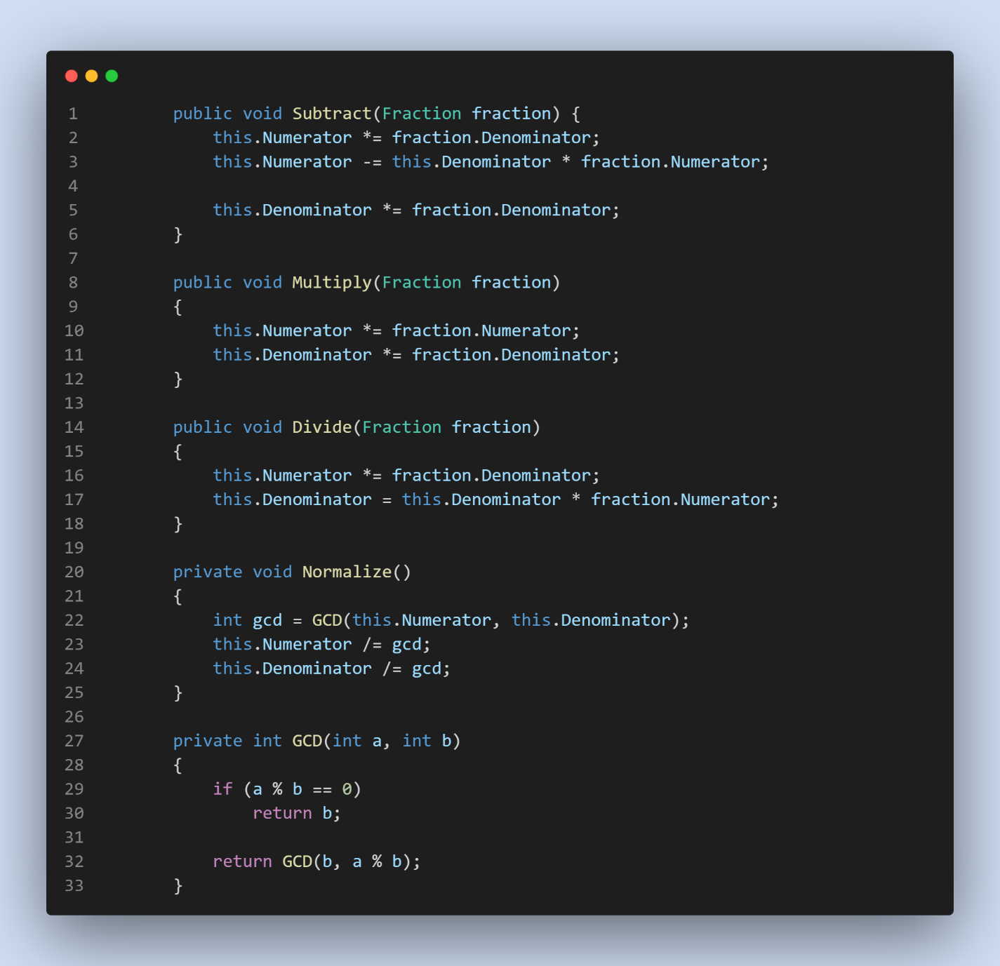 1 public void Subtract(Fraction fraction) {
2 this.Numerator *= fraction.Denominator;
3 this.Numerator -= this.Denominator * fraction.Numerator;
4
5 this.Denominator *= fraction.Denominator;
6 }
7
8 public void Multiply(Fraction fraction)
9 {
10 this.Numerator *= fraction.Numerator;
11 this.Denominator *= fraction.Denominator;
12 }
13
14 public void Divide(Fraction fraction)
15 {
16 this.Numerator *= fraction.Denominator;
17 this.Denominator = this.Denominator * fraction.Numerator;
18 }
19
20 private void Normalize()
21 {
22 int gcd = GCD(this.Numerator, this.Denominator);
23 this.Numerator /= gcd;
24 this.Denominator /= gcd;
25 }
26
27 private int GCD(int a, int b)
28 {
29 if (a % b == 0)
30 return b;
31
32 return GCD(b, a % b);
33 }